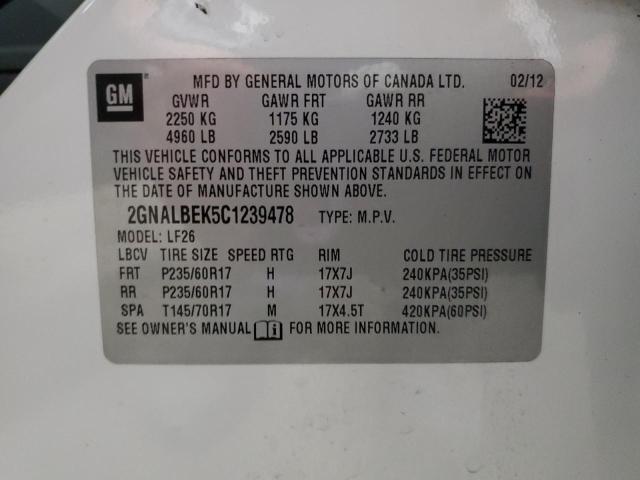 GM
MFD BY GENERAL MOTORS OF CANADA LTD. 02/12
GVWR GAWR FRT GAWR RR
2250 KG 1175 KG 1240 KG
4960 LB 2590 LB 2733 LB
THIS VEHICLE CONFORMS TO ALL APPLICABLE U.S. FEDERAL MOTOR
VEHICLE SAFETY AND THEFT PREVENTION STANDARDS IN EFFECT ON
THE DATE OF MANUFACTURE SHOWN ABOVE.
2GNALBEK5C1239478 TYPE: M.P.V.
MODEL: LF26
LBCV TIRE SIZE SPEED RTG RIM COLD TIRE PRESSURE
FRT P235/60R17 H 17X7J 240KPA(35PSI)
RR P235/60R17 H 17X7J 240KPA(35PSI)
SPA T145/70R17 M 17X4.5T 420KPA(60PSI)
SEE OWNER'S MANUAL FOR MORE INFORMATION.